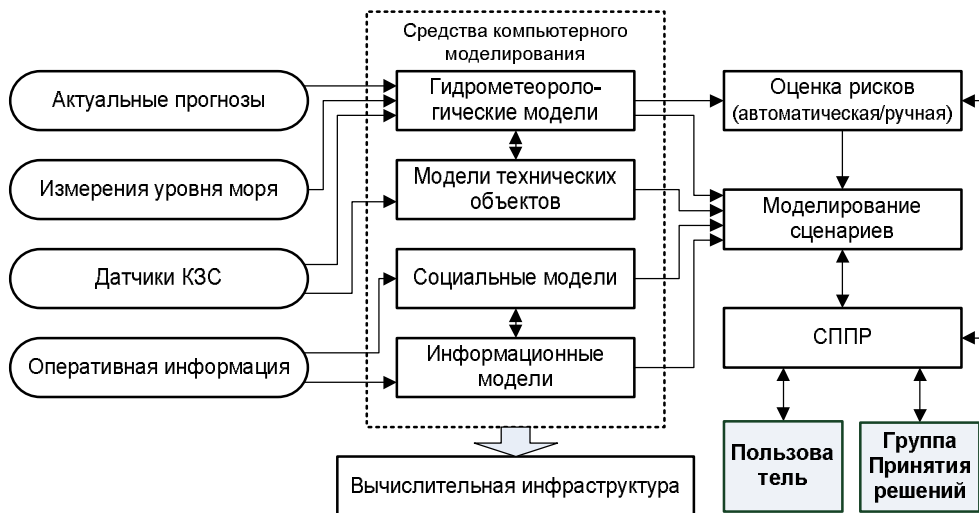 Средства компьютерного
моделирования
Актуальные прогнозы
Измерения уровня моря
Датчики КЗС
Оперативная информация
Гидрометеороло-
гические модели
Модели технических
объектов
Социальные модели
Информационные
модели
Вычислительная инфраструктура
Оценка рисков
(автоматическая/ручная)
Моделирование
сценариев
СППР
Пользова
тель
Группа
Принятия
решений